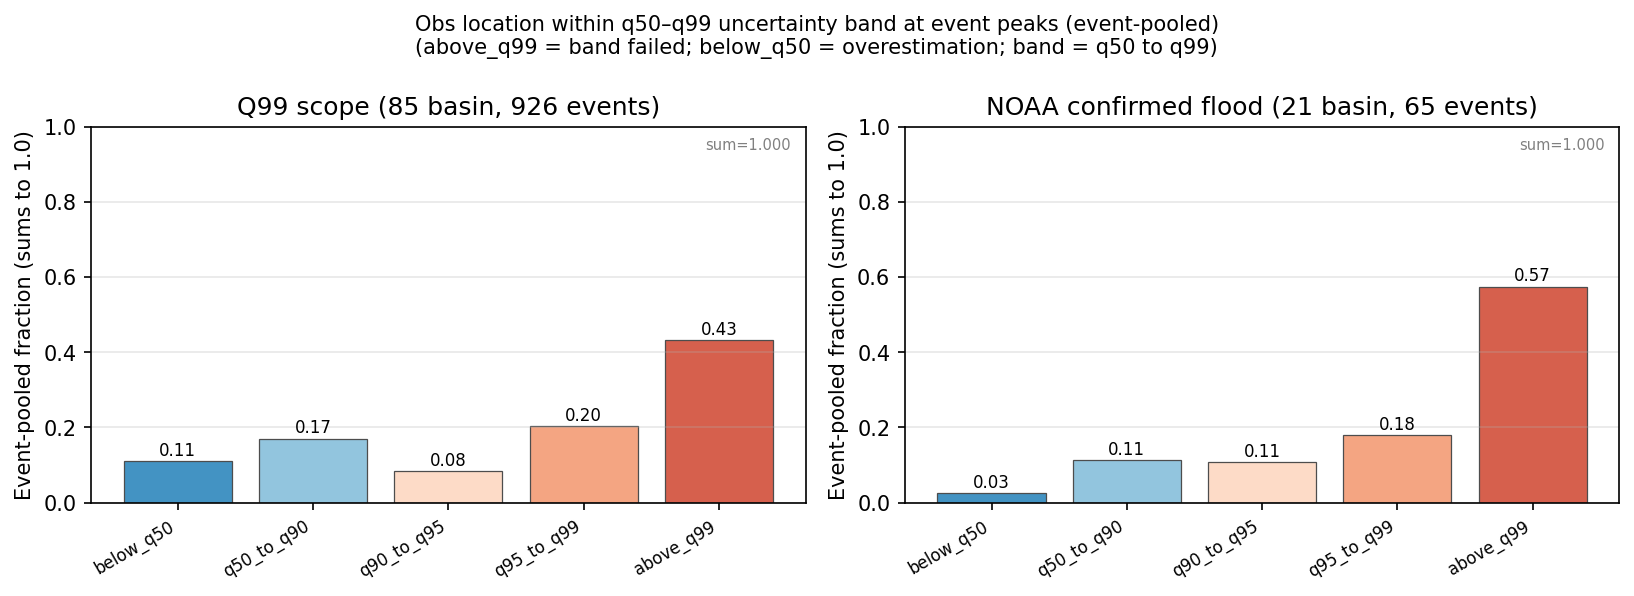 Obs location within q50–q99 uncertainty band at event peaks (event-pooled)
(above_q99 = band failed; below_q50 = overestimation; band = q50 to q99)
Q99 scope (85 basin, 926 events)
sum=1.000
Event-pooled fraction (sums to 1.0)
1.0
0.8
0.6
0.4
0.2
0.0
0.11
0.17
0.08
0.20
0.43
below_q50
q50_to_q90
q90_to_q95
q95_to_q99
above_q99
NOAA confirmed flood (21 basin, 65 events)
sum=1.000
Event-pooled fraction (sums to 1.0)
1.0
0.8
0.6
0.4
0.2
0.0
0.03
0.11
0.11
0.18
0.57
below_q50
q50_to_q90
q90_to_q95
q95_to_q99
above_q99